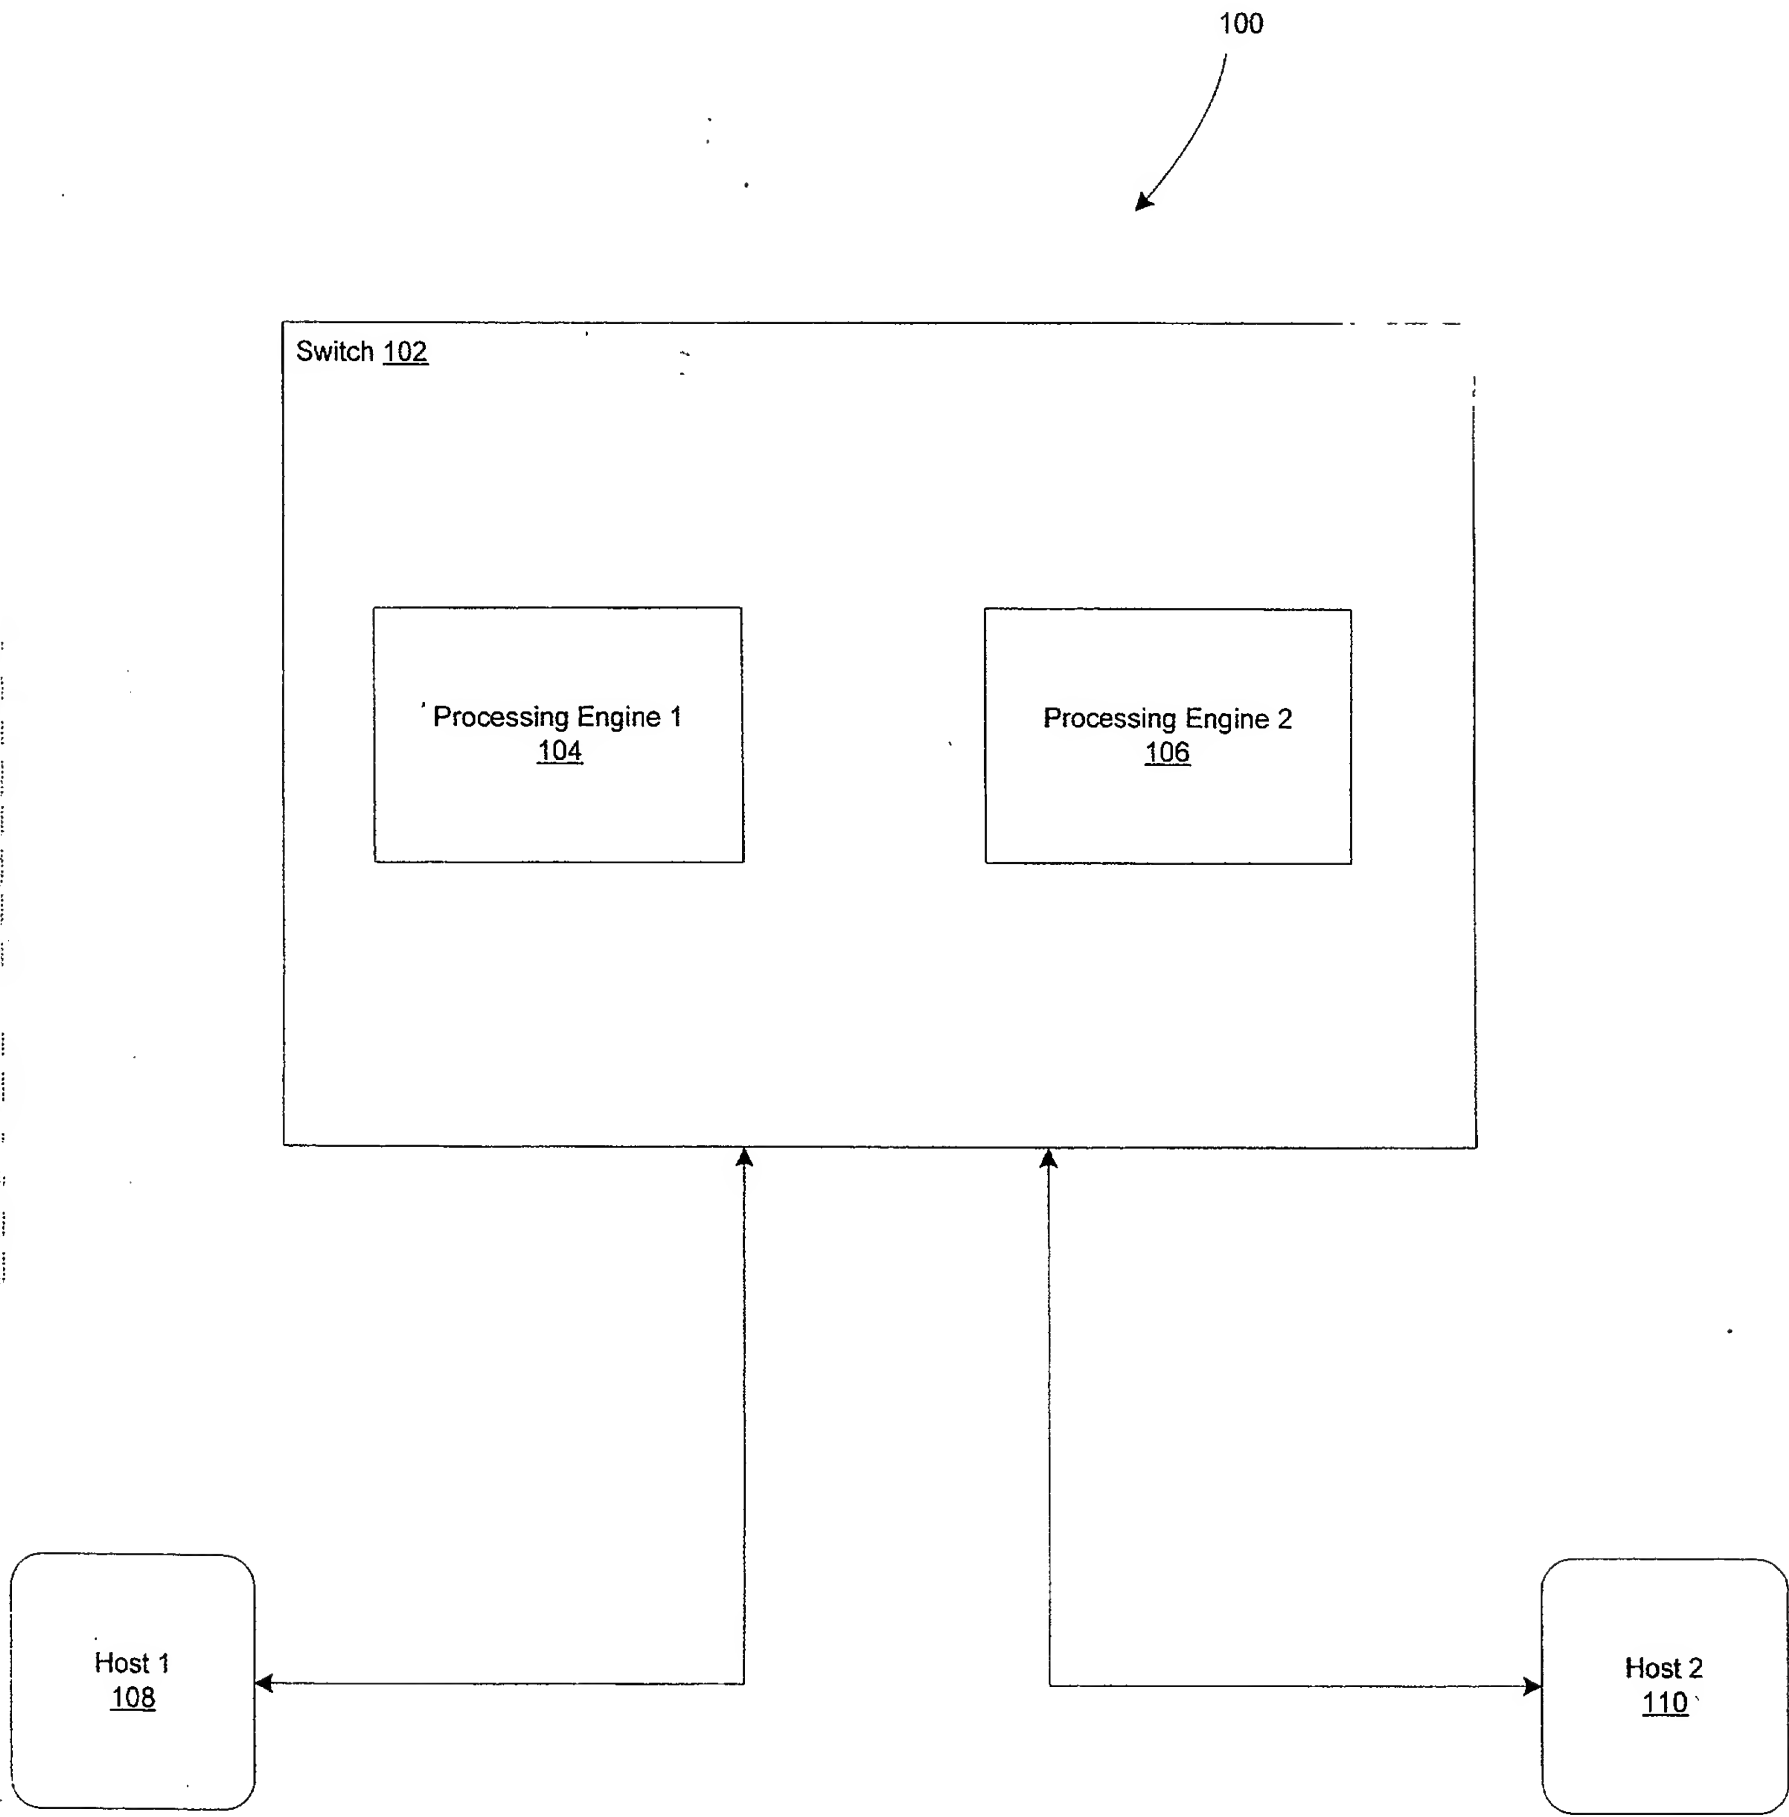 100
Switch 102
Processing Engine 1
104
Processing Engine 2
106
Host 1
108
Host 2
110